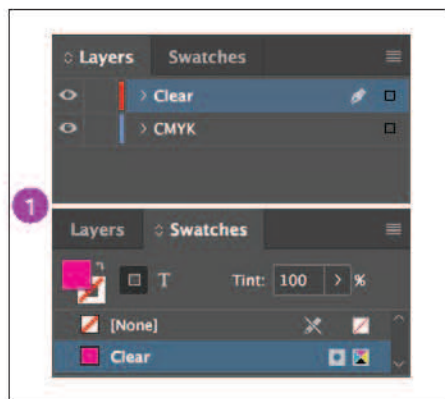 Layers Swatches
Clear
CMYK
1
Layers Swatches
T Tint: 100 %
[None]
Clear